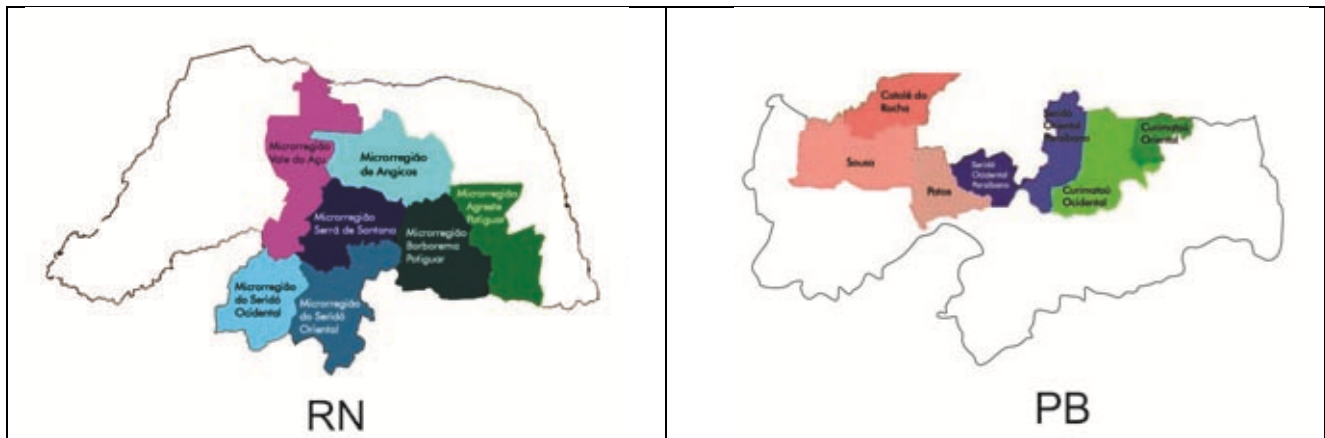 Microrregião
Vale do Açu
Microrregião
de Angicos
Microrregião
Agreste
Potiguar
Microrregião
Serra de Santana
Microrregião
Borborema
Potiguar
Microrregião
do Seridó
Ocidental
Microrregião
do Seridó
Oriental
RN
Catolé do
Rocha
Sousa
Patos
Seridó
Ocidental
Paraibano
Seridó
Oriental
Paraibano
Curimataú
Oriental
Curimataú
Ocidental
PB